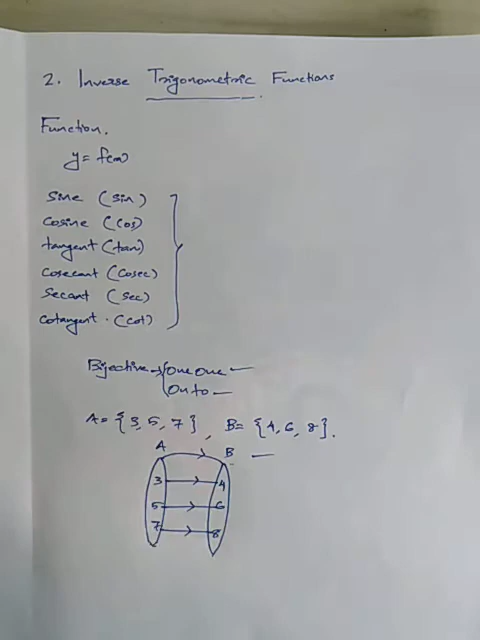 2. Inverse Trigonometric Functions
Function.
y = f(x)
Sine (sin)
Cosine (Cos)
tangent (tan)
Cosecant (Cosec)
Secant (Sec)
Cotangent. (Cot)
Bijective → { one one —
Onto —
A = {3, 5, 7}, B = {4, 6, 8}.
A B —
3 4
5 6
7 8